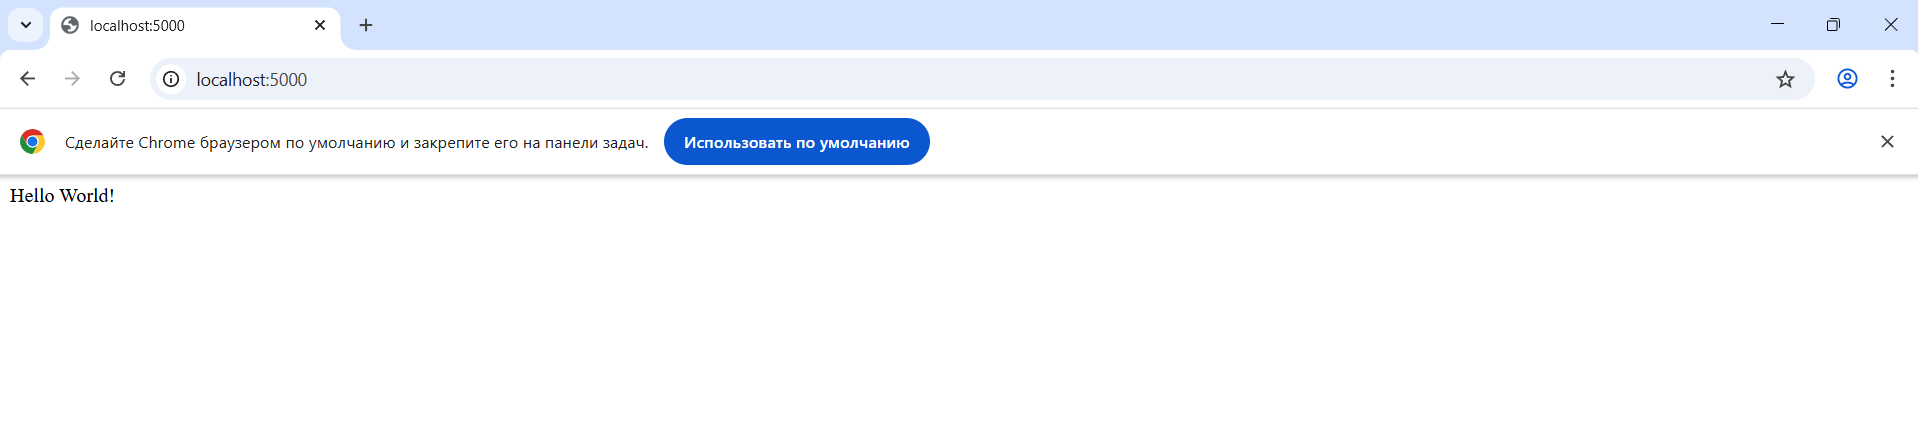 localhost:5000
localhost:5000
Сделайте Chrome браузером по умолчанию и закрепите его на панели задач. Использовать по умолчанию
Hello World!